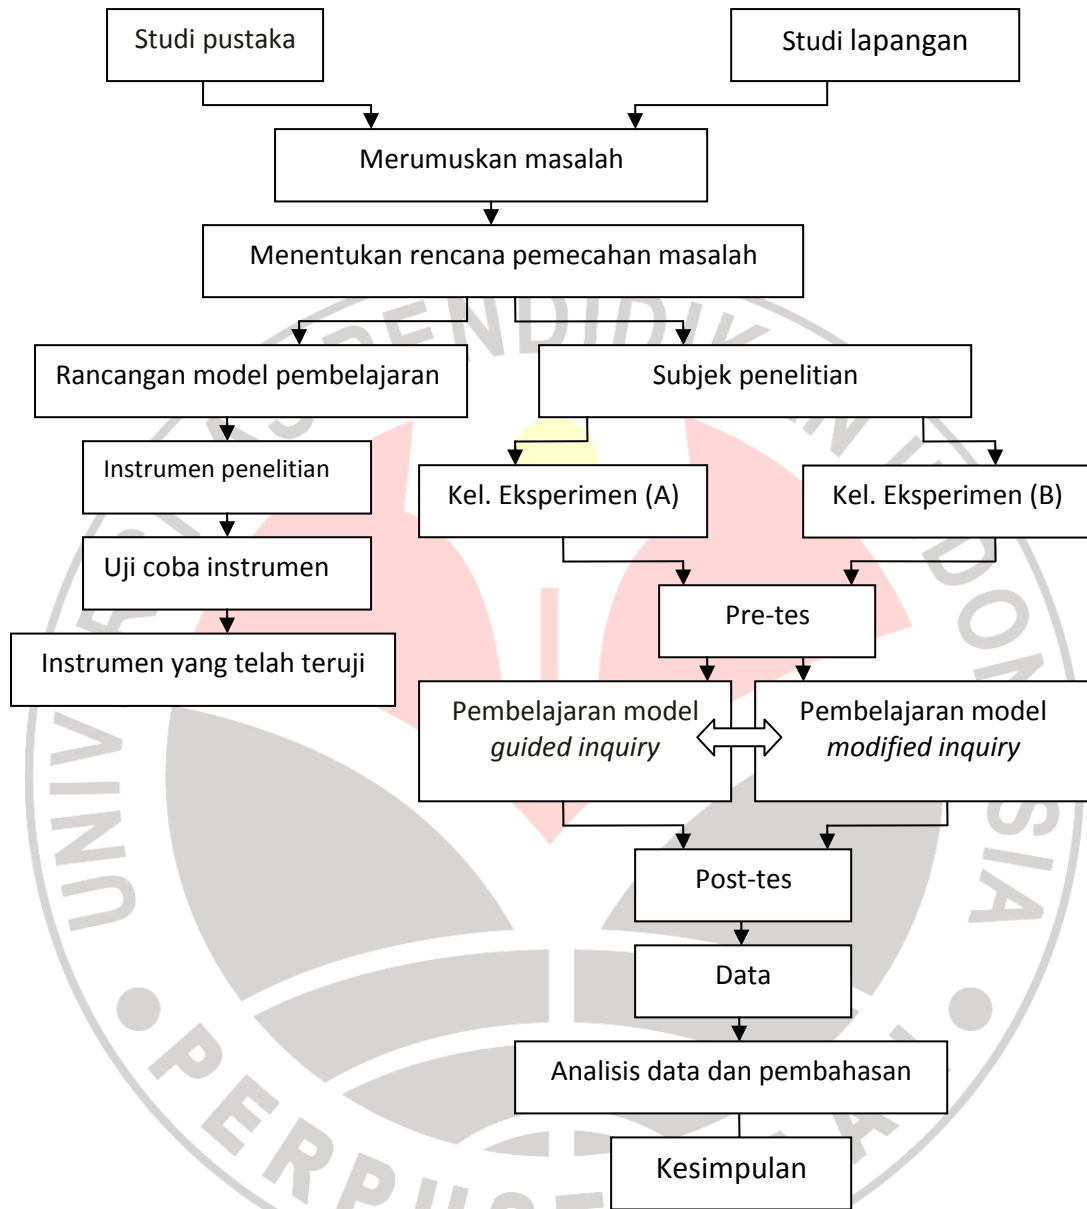 Studi pustaka
Studi lapangan
Merumuskan masalah
Menentukan rencana pemecahan masalah
Rancangan model pembelajaran
Subjek penelitian
Instrumen penelitian
Kel. Eksperimen (A)
Kel. Eksperimen (B)
Uji coba instrumen
Pre-tes
Instrumen yang telah teruji
Pembelajaran model
guided inquiry
Pembelajaran model
modified inquiry
Post-tes
Data
Analisis data dan pembahasan
Kesimpulan